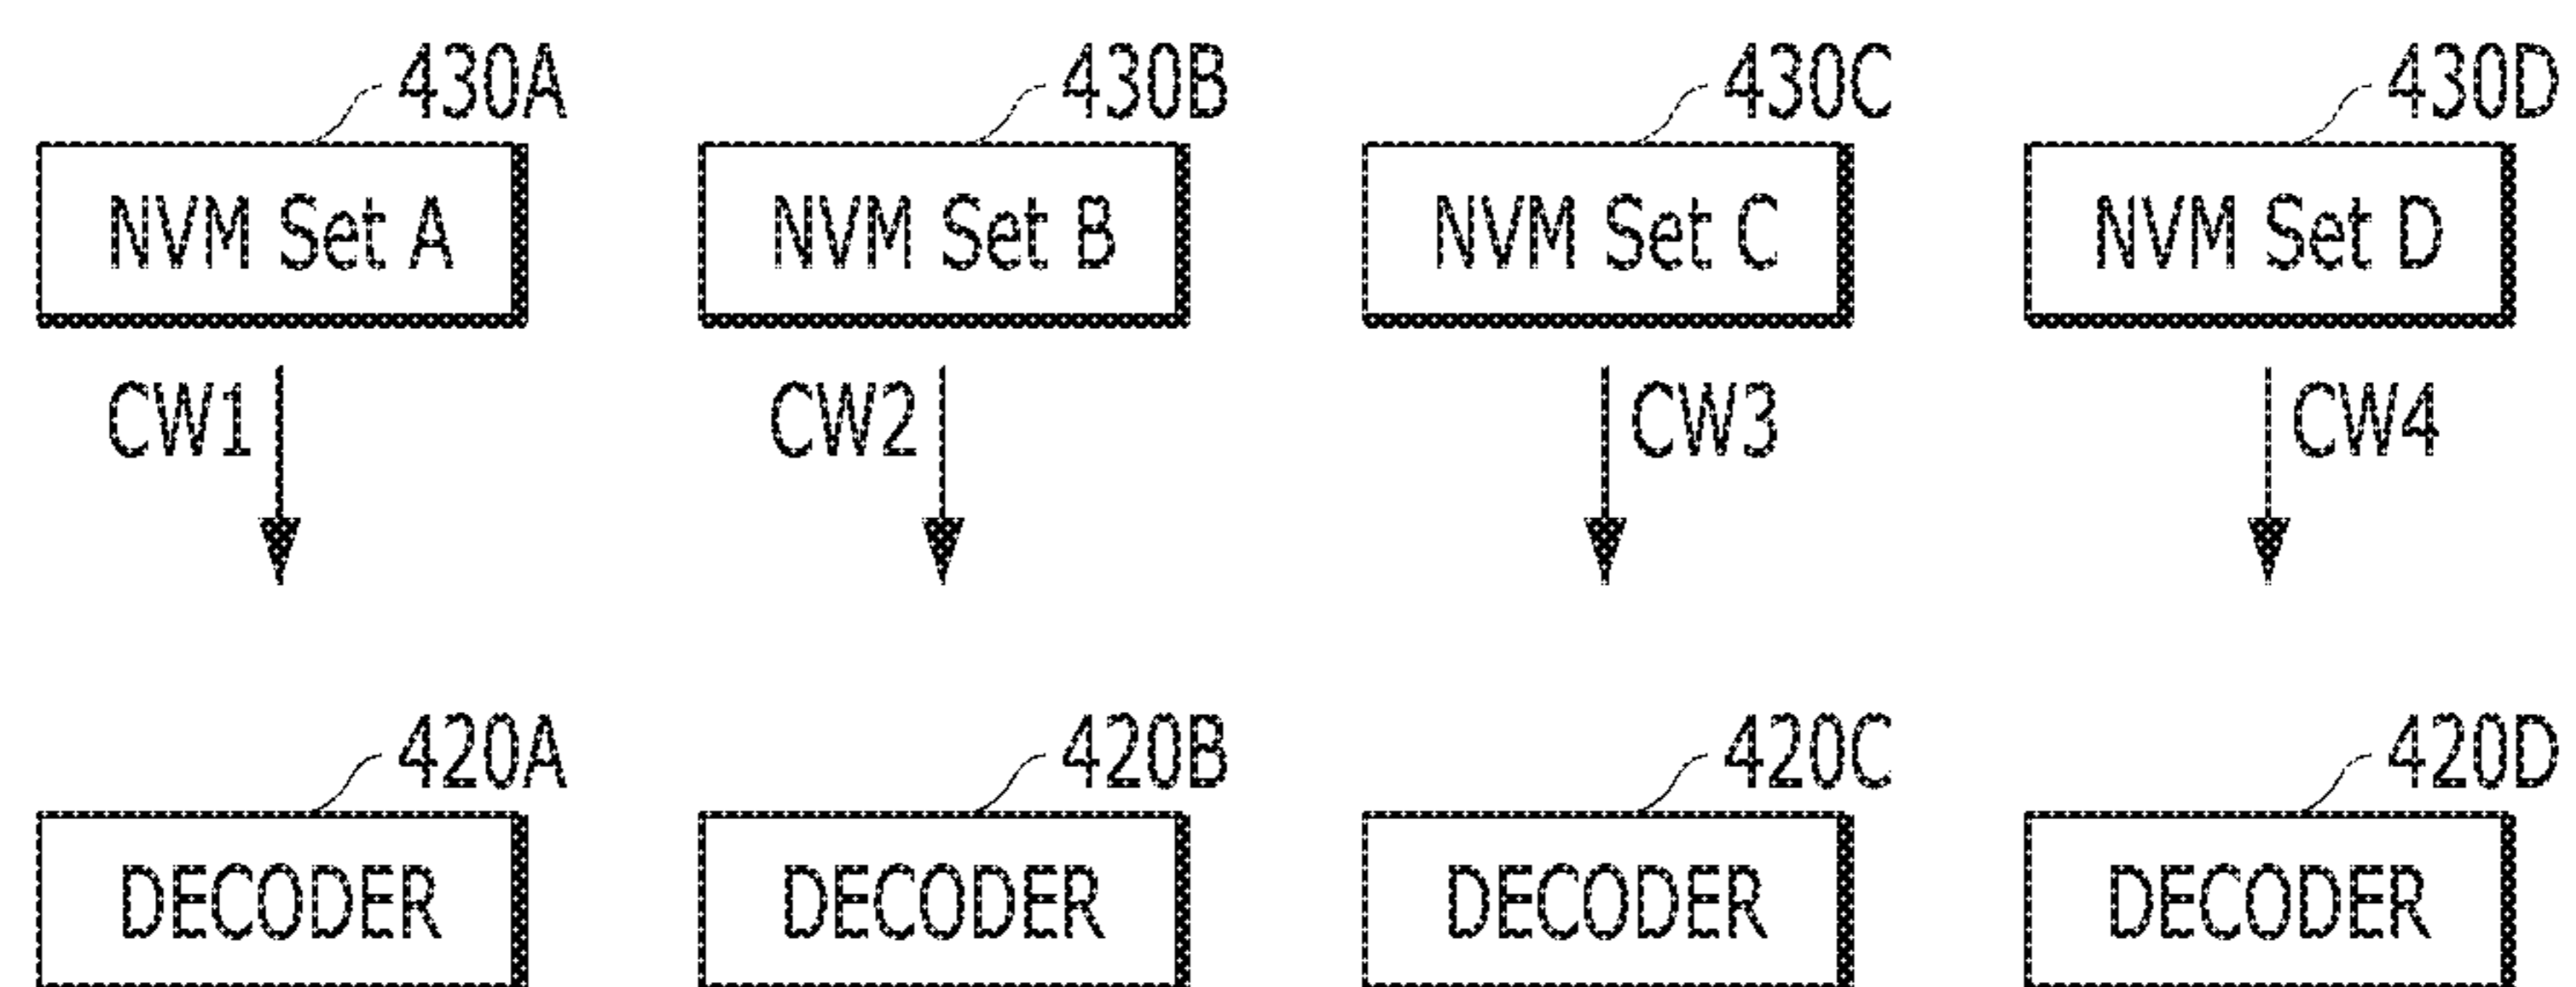 430A 430B 430C 430D
NVM Set A NVM Set B NVM Set C NVM Set D
CW1 CW2 CW3 CW4
420A 420B 420C 420D
DECODER DECODER DECODER DECODER